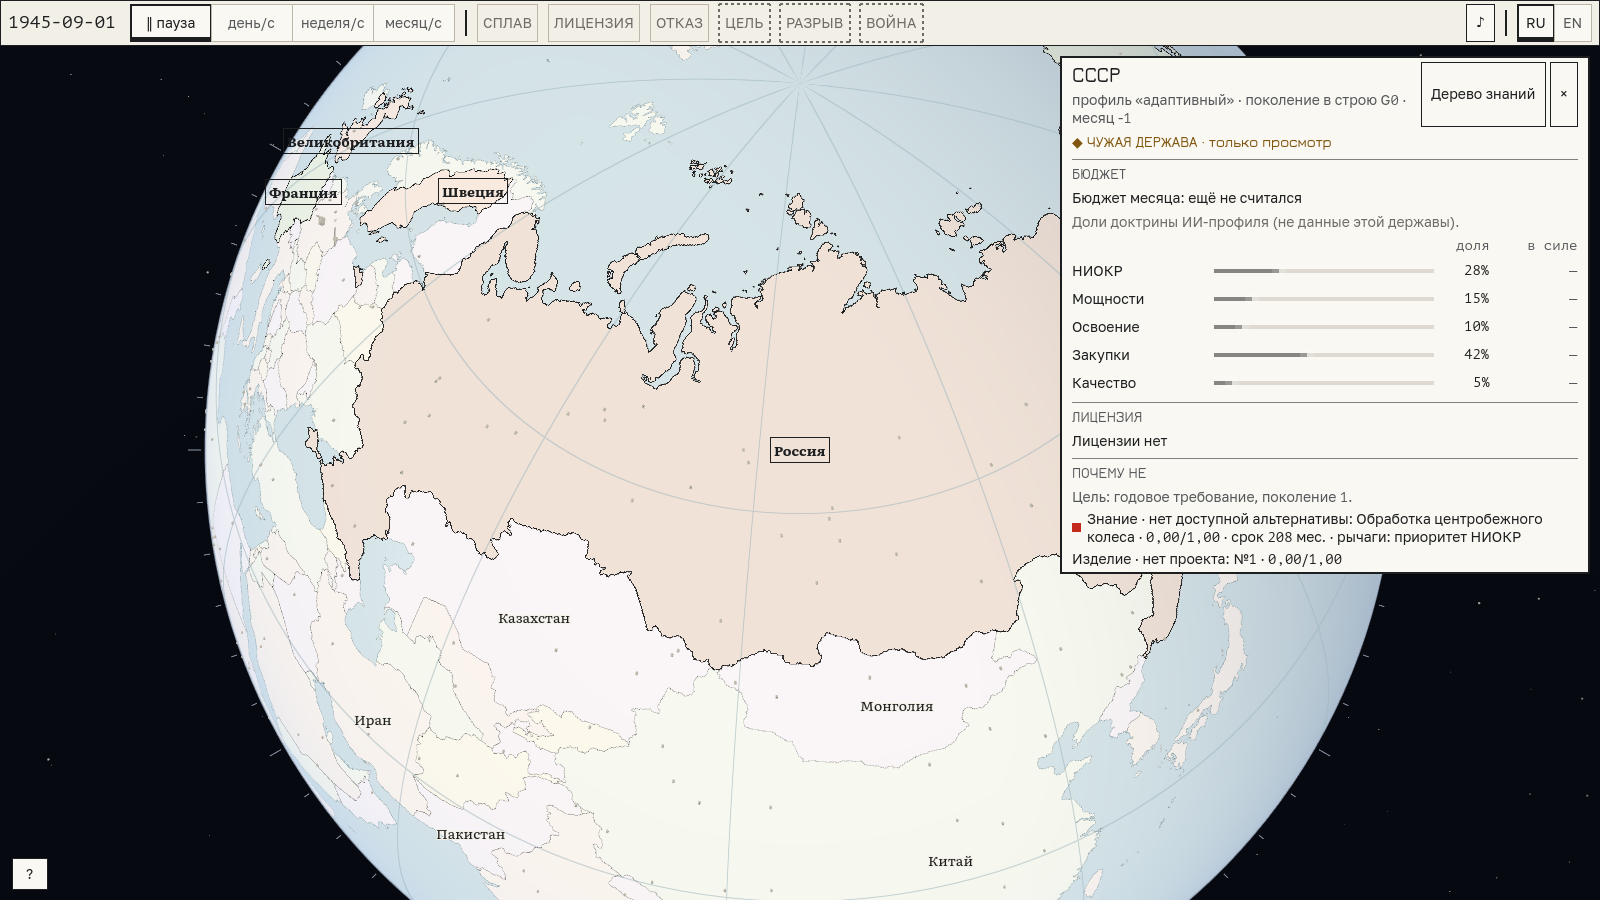 1945-09-01 ‖ пауза день/с неделя/с месяц/с СПЛАВ ЛИЦЕНЗИЯ ОТКАЗ ЦЕЛЬ РАЗРЫВ ВОЙНА ♪ RU EN
СССР
профиль «адаптивный» · поколение в строю G0 ·
месяц -1
Дерево знаний ×
◆ ЧУЖАЯ ДЕРЖАВА · только просмотр
БЮДЖЕТ
Бюджет месяца: ещё не считался
Доли доктрины ИИ-профиля (не данные этой державы).
доля в силе
НИОКР 28% —
Мощности 15% —
Освоение 10% —
Закупки 42% —
Качество 5% —
ЛИЦЕНЗИЯ
Лицензии нет
ПОЧЕМУ НЕ
Цель: годовое требование, поколение 1.
Знание · нет доступной альтернативы: Обработка центробежного
колеса · 0,00/1,00 · срок 208 мес. · рычаги: приоритет НИОКР
Изделие · нет проекта: №1 · 0,00/1,00
Великобритания
Франция
Швеция
Россия
Казахстан
Монголия
Иран
Пакистан
Китай
?